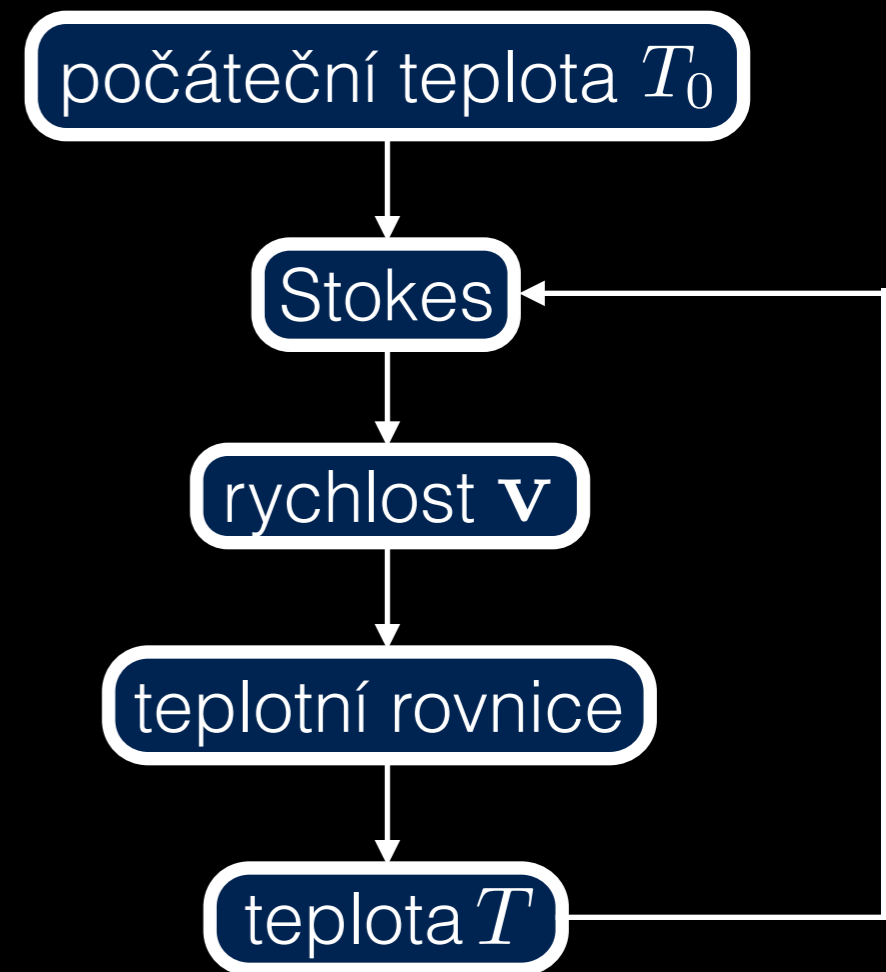 počáteční teplota T₀
Stokes
rychlost v
teplotní rovnice
teplota T